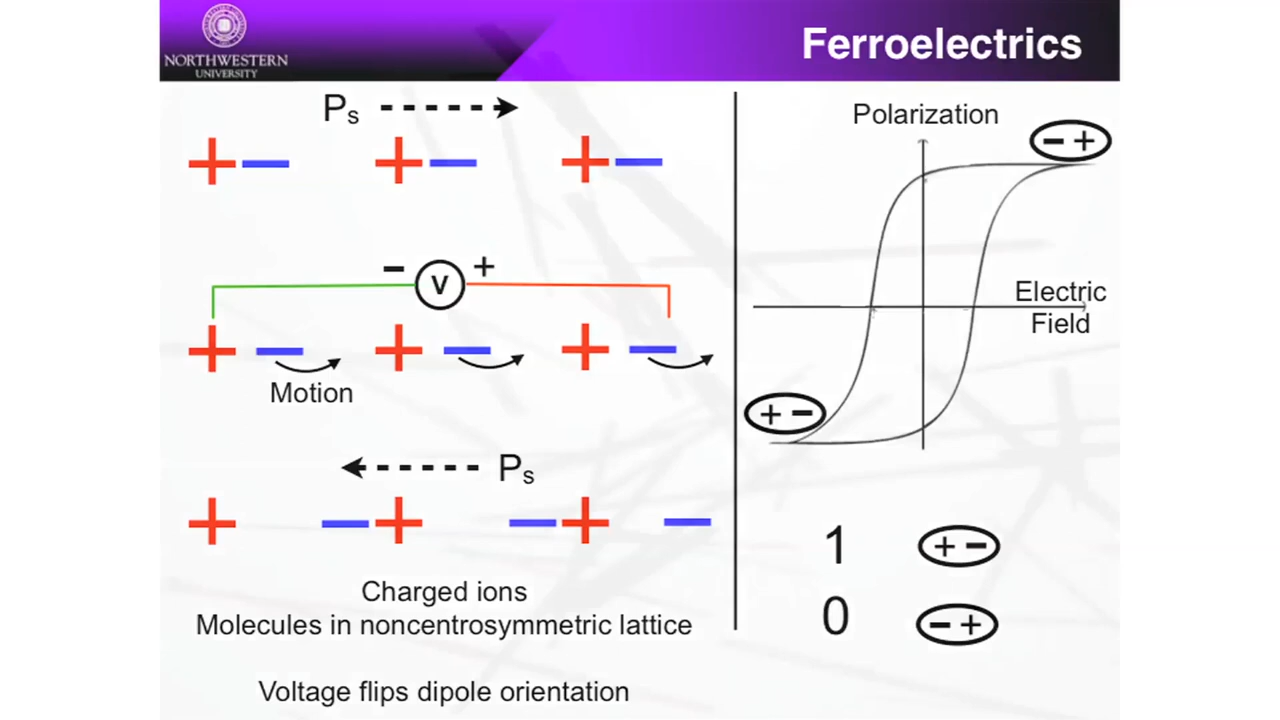 NORTHWESTERN
UNIVERSITY
Ferroelectrics
Ps
+ − + − + −
− V +
+ − + − + −
Motion
Ps
+ − + − + −
Charged ions
Molecules in noncentrosymmetric lattice
Voltage flips dipole orientation
Polarization
− +
Electric
Field
+ −
1 + −
0 − +